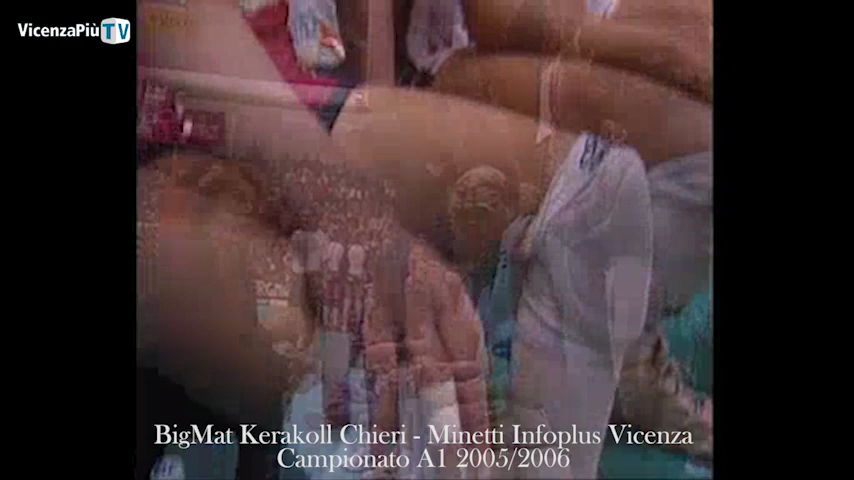 VicenzaPiùTV
BigMat Kerakoll Chieri - Minetti Infoplus Vicenza
Campionato A1 2005/2006